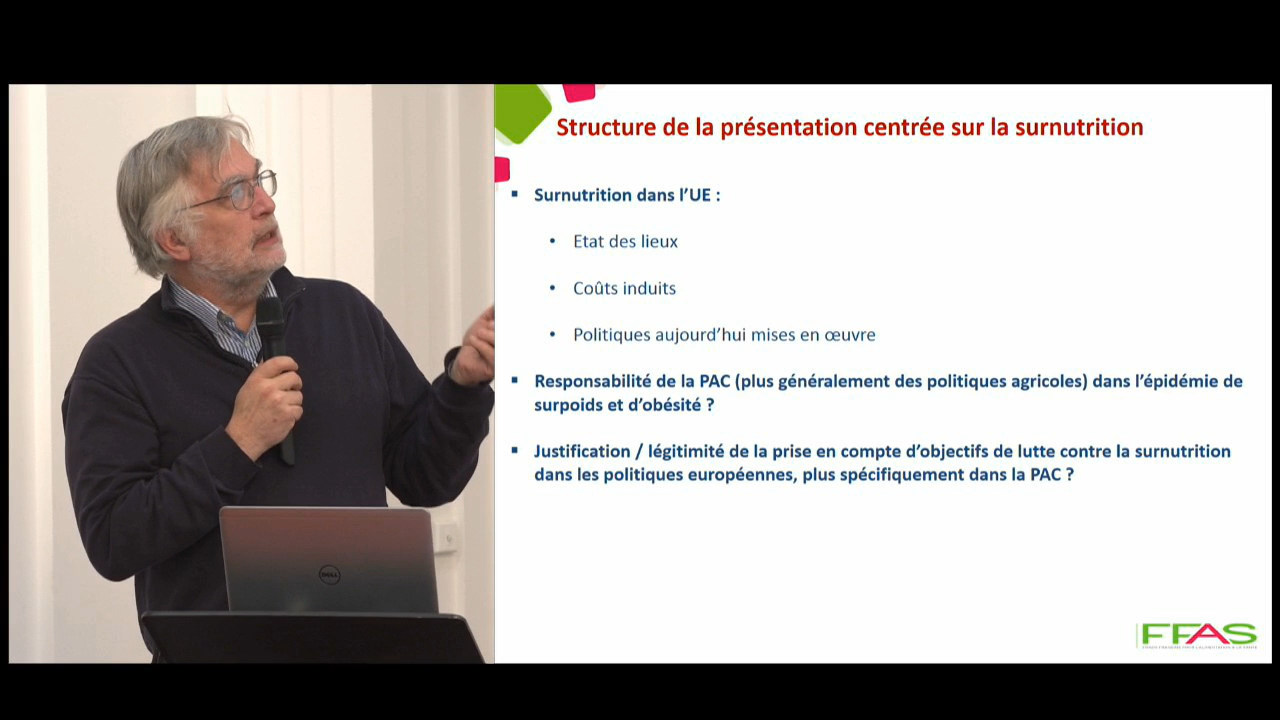 Structure de la présentation centrée sur la surnutrition
▪ Surnutrition dans l’UE :
• Etat des lieux
• Coûts induits
• Politiques aujourd’hui mises en œuvre
▪ Responsabilité de la PAC (plus généralement des politiques agricoles) dans l’épidémie de
surpoids et d’obésité ?
▪ Justification / légitimité de la prise en compte d’objectifs de lutte contre la surnutrition
dans les politiques européennes, plus spécifiquement dans la PAC ?
DELL
FFAS